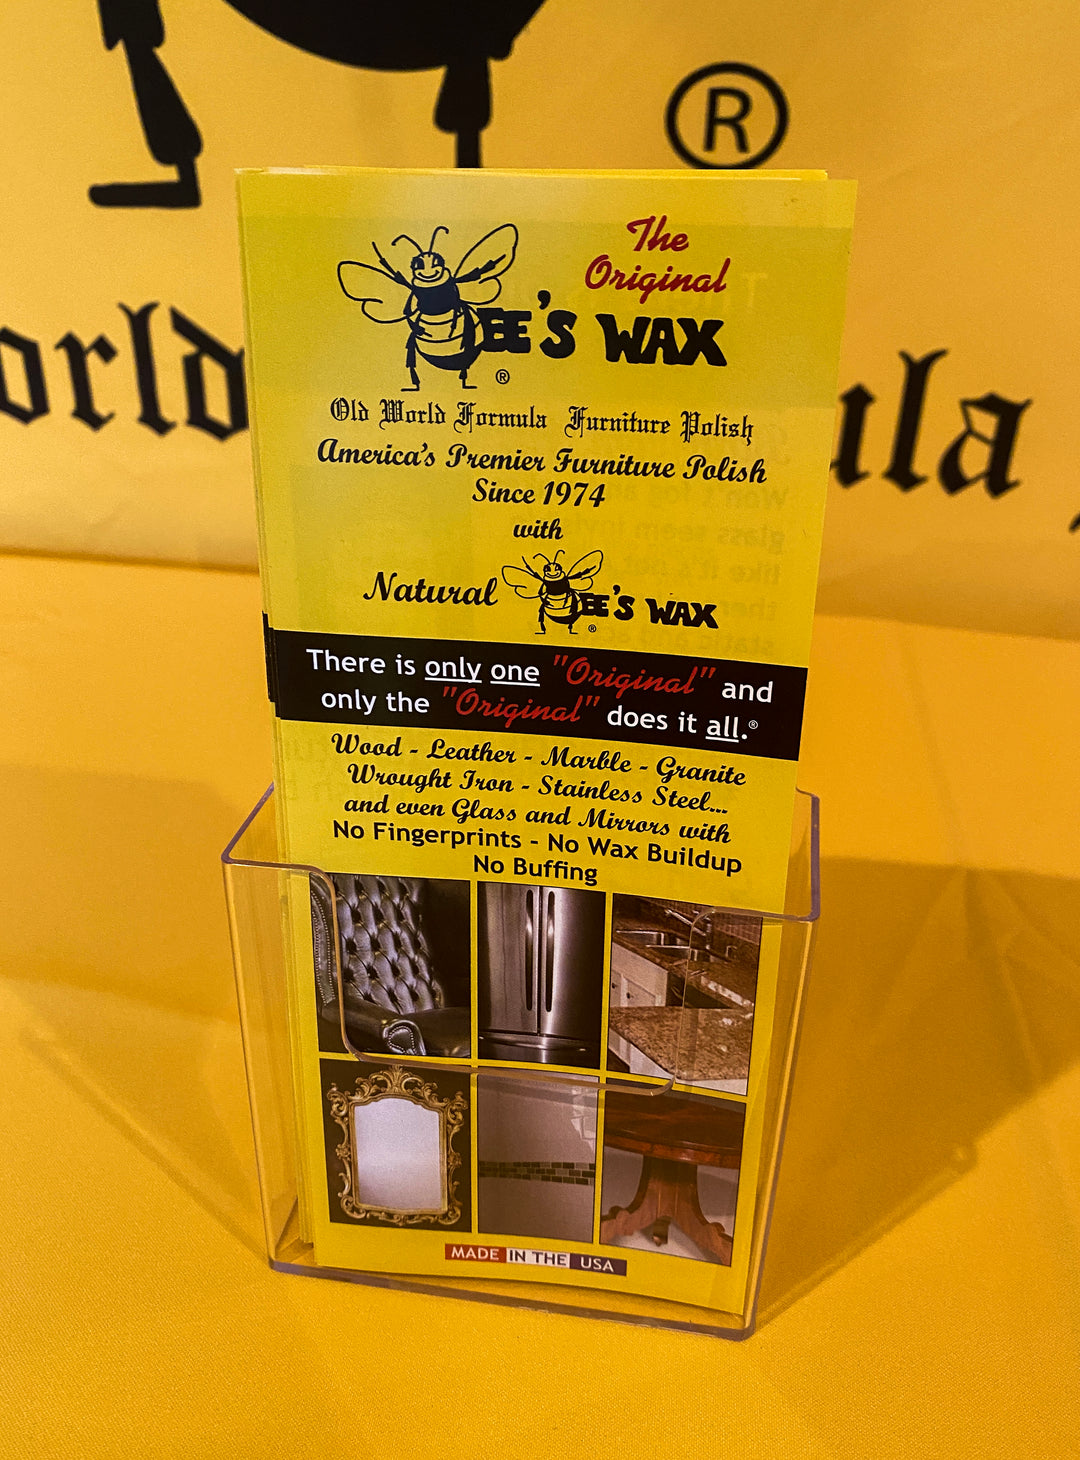 ®
The
Original
BEE'S WAX
®
Old World Formula Furniture Polish
America's Premier Furniture Polish
Since 1974
with
Natural BEE'S WAX
®
There is only one "Original" and
only the "Original" does it all.®
Wood - Leather - Marble - Granite
Wrought Iron - Stainless Steel...
and even Glass and Mirrors with
No Fingerprints - No Wax Buildup
No Buffing
MADE IN THE USA
orld ula